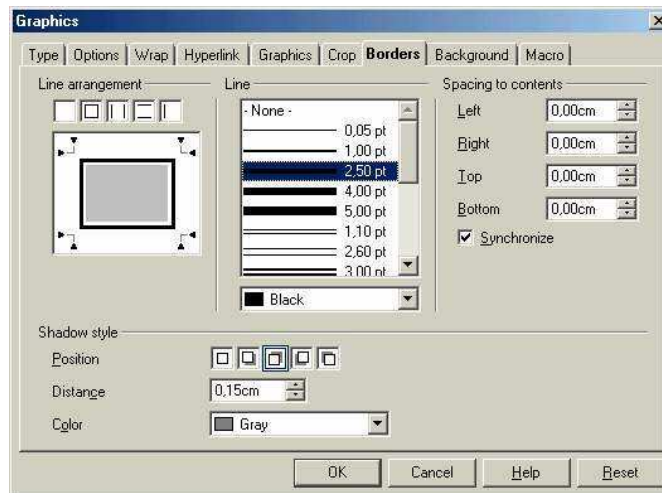 Graphics
Type Options Wrap Hyperlink Graphics Crop Borders Background Macro
Line arrangement Line Spacing to contents
- None -
0,05 pt
1,00 pt
2,50 pt
4,00 pt
5,00 pt
1,10 pt
2,60 pt
3,00 pt
Black
Left 0,00cm
Right 0,00cm
Top 0,00cm
Bottom 0,00cm
Synchronize
Shadow style
Position
Distance 0,15cm
Color Gray
OK Cancel Help Reset